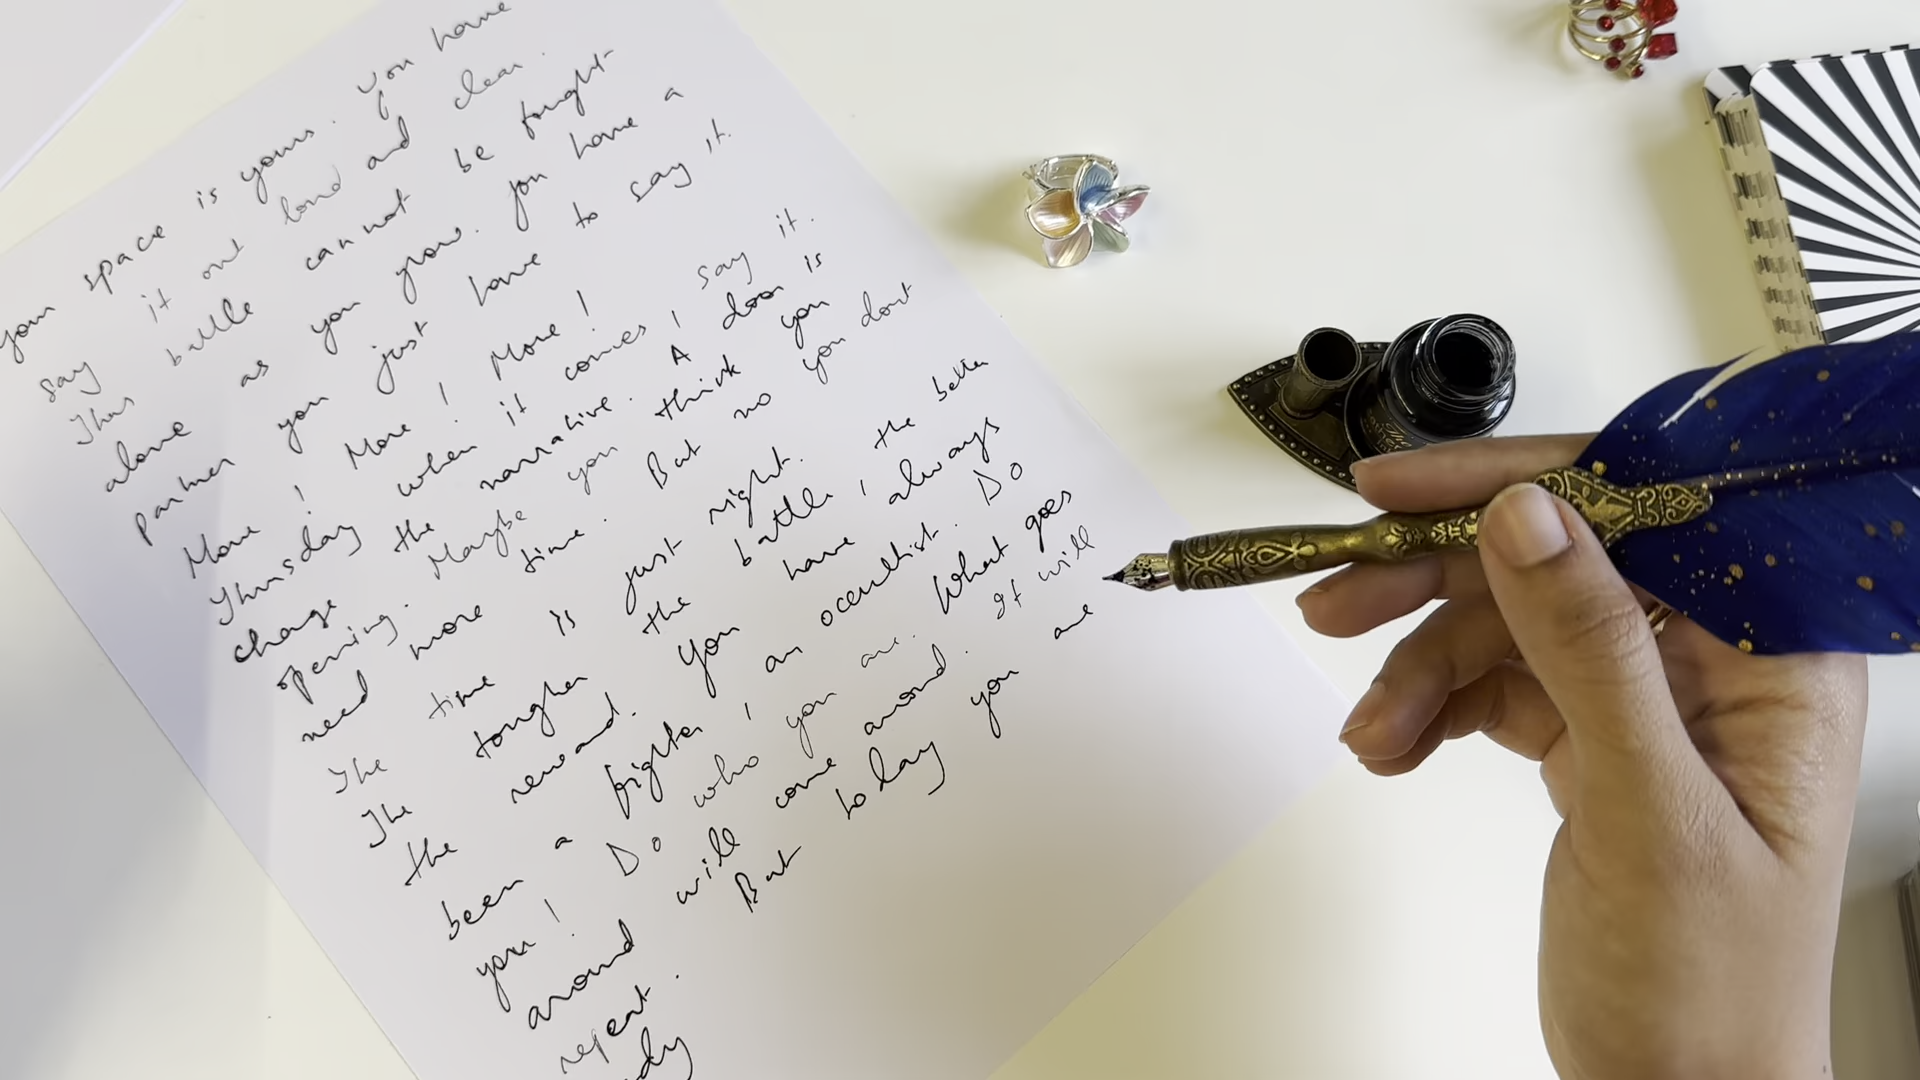 your space is yours. you have
say it out loud and clear.
This battle cannot be fought
alone as you grow. you have a
partner you just have to say it.
More! More! More! say it.
Thursday when it comes, door is
change the narrative. A you
opening. Maybe you think you dont
need more time. But no
The time is just right. the better
The tougher the battle, always
the reward. You have Do
been a fighter, an occultist. What goes
you! Do who you are. It will
around will come around. are
repeat. But today you